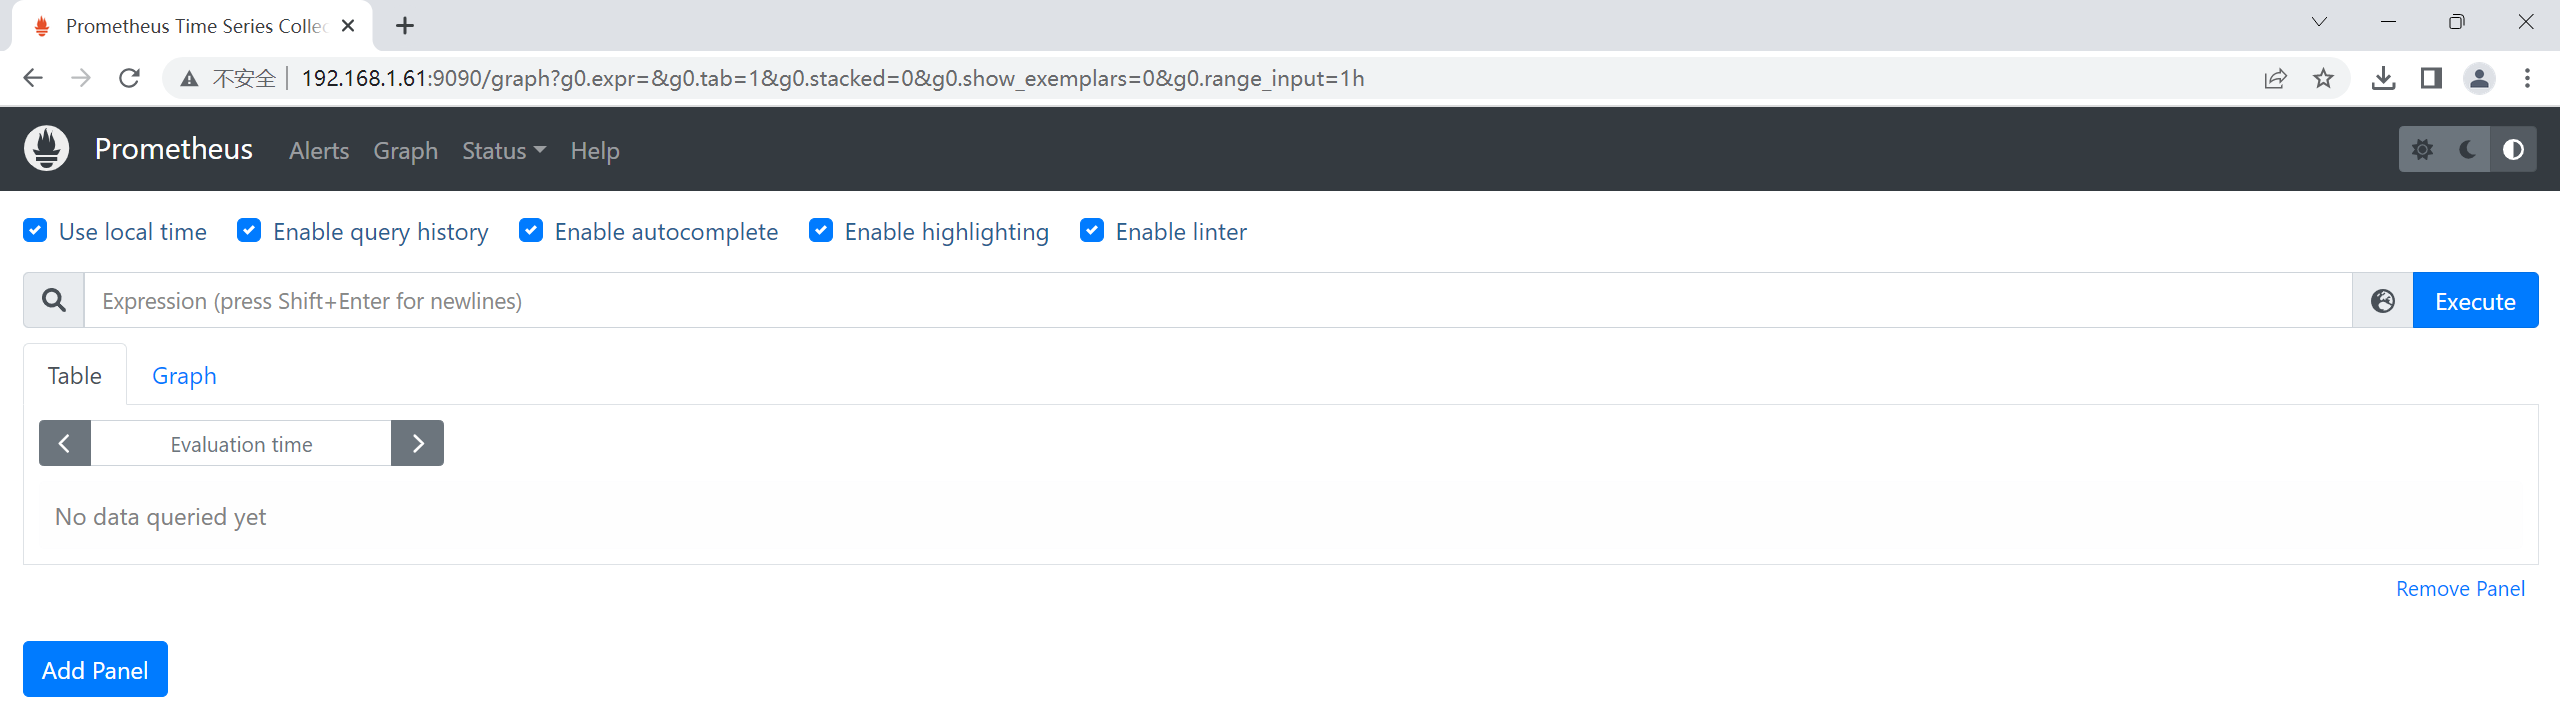 Prometheus Time Series Collec
不安全 192.168.1.61:9090/graph?g0.expr=&g0.tab=1&g0.stacked=0&g0.show_exemplars=0&g0.range_input=1h
Prometheus Alerts Graph Status Help
Use local time Enable query history Enable autocomplete Enable highlighting Enable linter
Expression (press Shift+Enter for newlines) Execute
Table Graph
Evaluation time
No data queried yet
Remove Panel
Add Panel